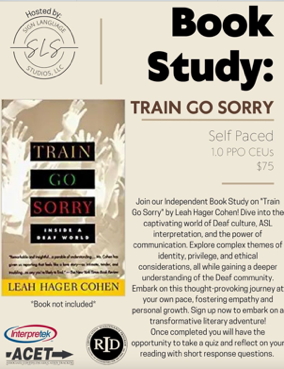 Hosted by:
SIGN LANGUAGE
SLS
STUDIOS, LLC
Book
Study:
TRAIN GO SORRY
Self Paced
1.0 PPO CEUs
$75
TRAIN
GO
SORRY
INSIDE A
DEAF WORLD
LEAH HAGER COHEN
"Book not included"
Join our Independent Book Study on "Train
Go Sorry" by Leah Hager Cohen! Dive into the
captivating world of Deaf culture, ASL
interpretation, and the power of
communication. Explore complex themes of
identity, privilege, and ethical
considerations, all while gaining a deeper
understanding of the Deaf community.
Embark on this thought-provoking journey at
your own pace, fostering empathy and
personal growth. Sign up now to embark on a
transformative literary adventure!
Once completed you will have the
opportunity to take a quiz and reflect on your
reading with short response questions.
Interpretek
ACET
RID